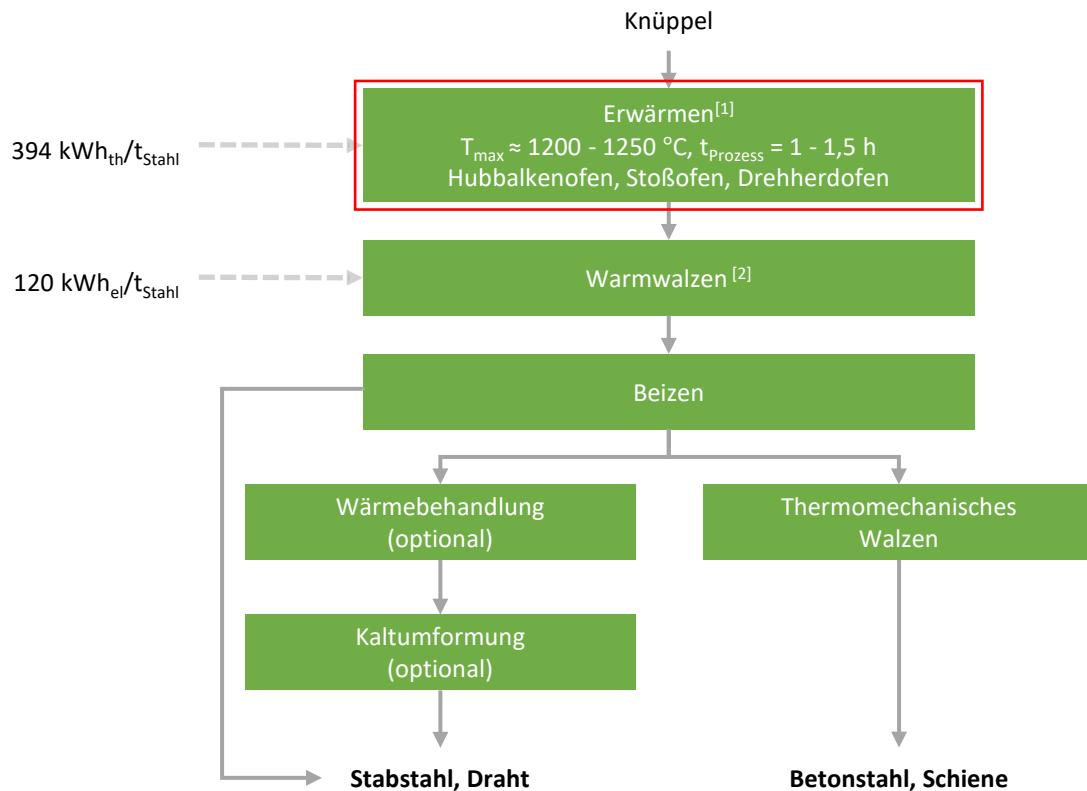 Knüppel
Erwärmen[1]
394 kWhth/tStahl
Tmax ≈ 1200 - 1250 °C, tProzess = 1 - 1,5 h
Hubbalkenofen, Stoßofen, Drehherdofen
120 kWhel/tStahl
Warmwalzen [2]
Beizen
Wärmebehandlung
(optional)
Thermomechanisches
Walzen
Kaltumformung
(optional)
Stabstahl, Draht
Betonstahl, Schiene